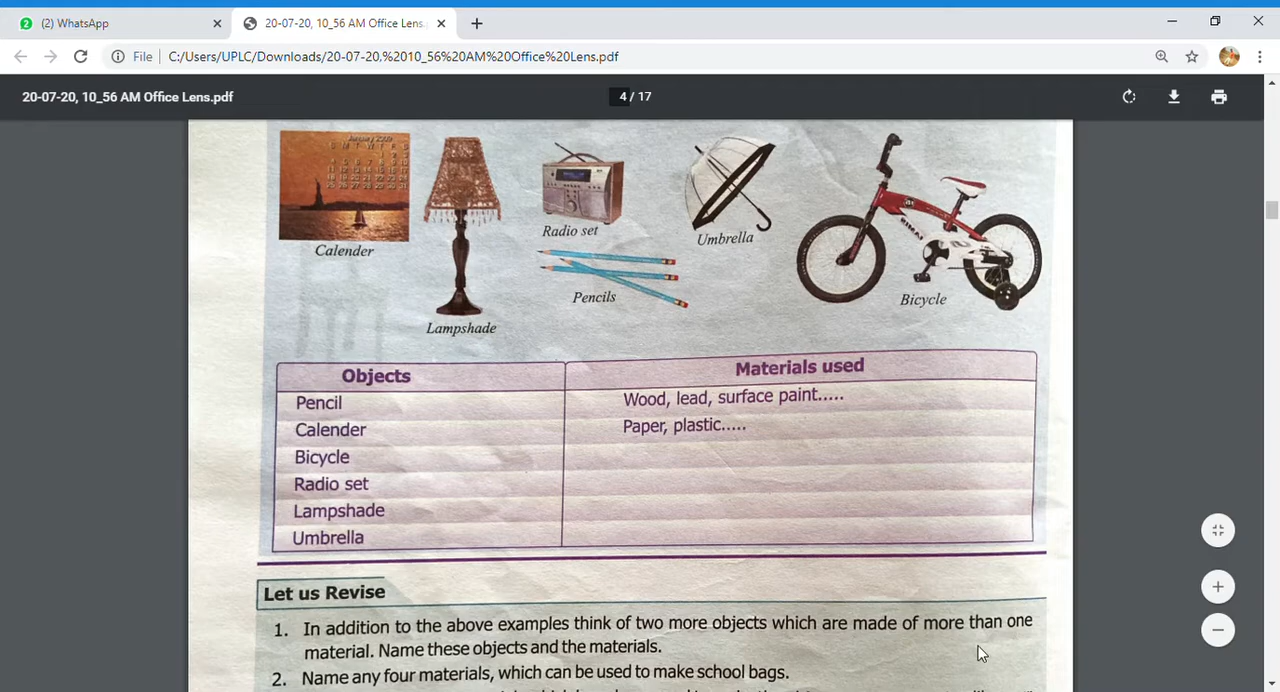 (2) WhatsApp
20-07-20, 10_56 AM Office Lens
File C:/Users/UPLC/Downloads/20-07-20,%2010_56%20AM%20Office%20Lens.pdf
20-07-20, 10_56 AM Office Lens.pdf
4 / 17
Calender
Lampshade
Radio set
Pencils
Umbrella
Bicycle
Objects Materials used
Pencil Wood, lead, surface paint.....
Calender Paper, plastic.....
Bicycle
Radio set
Lampshade
Umbrella
Let us Revise
1. In addition to the above examples think of two more objects which are made of more than one
material. Name these objects and the materials.
2. Name any four materials, which can be used to make school bags.